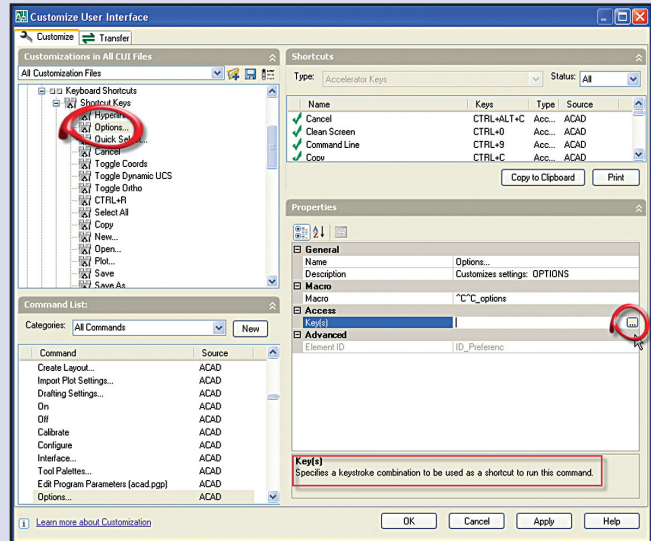 Customize User Interface
Customize
Transfer
Customizations in All CUI Files
All Customization Files
Keyboard Shortcuts
Shortcut Keys
Hyperlin
Options...
Quick Select...
Cancel
Toggle Coords
Toggle Dynamic UCS
Toggle Ortho
CTRL+R
Select All
Copy
New...
Open...
Plot...
Save
Save As
Command List:
Categories: All Commands New
Command Source
Create Layout... ACAD
Import Plot Settings... ACAD
Drafting Settings... ACAD
On ACAD
Off ACAD
Calibrate ACAD
Configure ACAD
Interface... ACAD
Tool Palettes... ACAD
Edit Program Parameters (acad.pgp) ACAD
Options... ACAD
Shortcuts
Type: Accelerator Keys Status: All
Name Keys Type Source
Cancel CTRL+ALT+C Acc... ACAD
Clean Screen CTRL+0 Acc... ACAD
Command Line CTRL+9 Acc... ACAD
Copy CTRL+C Acc... ACAD
Copy to Clipboard Print
Properties
General
Name Options...
Description Customizes settings: OPTIONS
Macro
Macro ^C^C_options
Access
Key(s) ...
Advanced
Element ID ID_Preferenc
Key(s)
Specifies a keystroke combination to be used as a shortcut to run this command.
Learn more about Customization
OK Cancel Apply Help